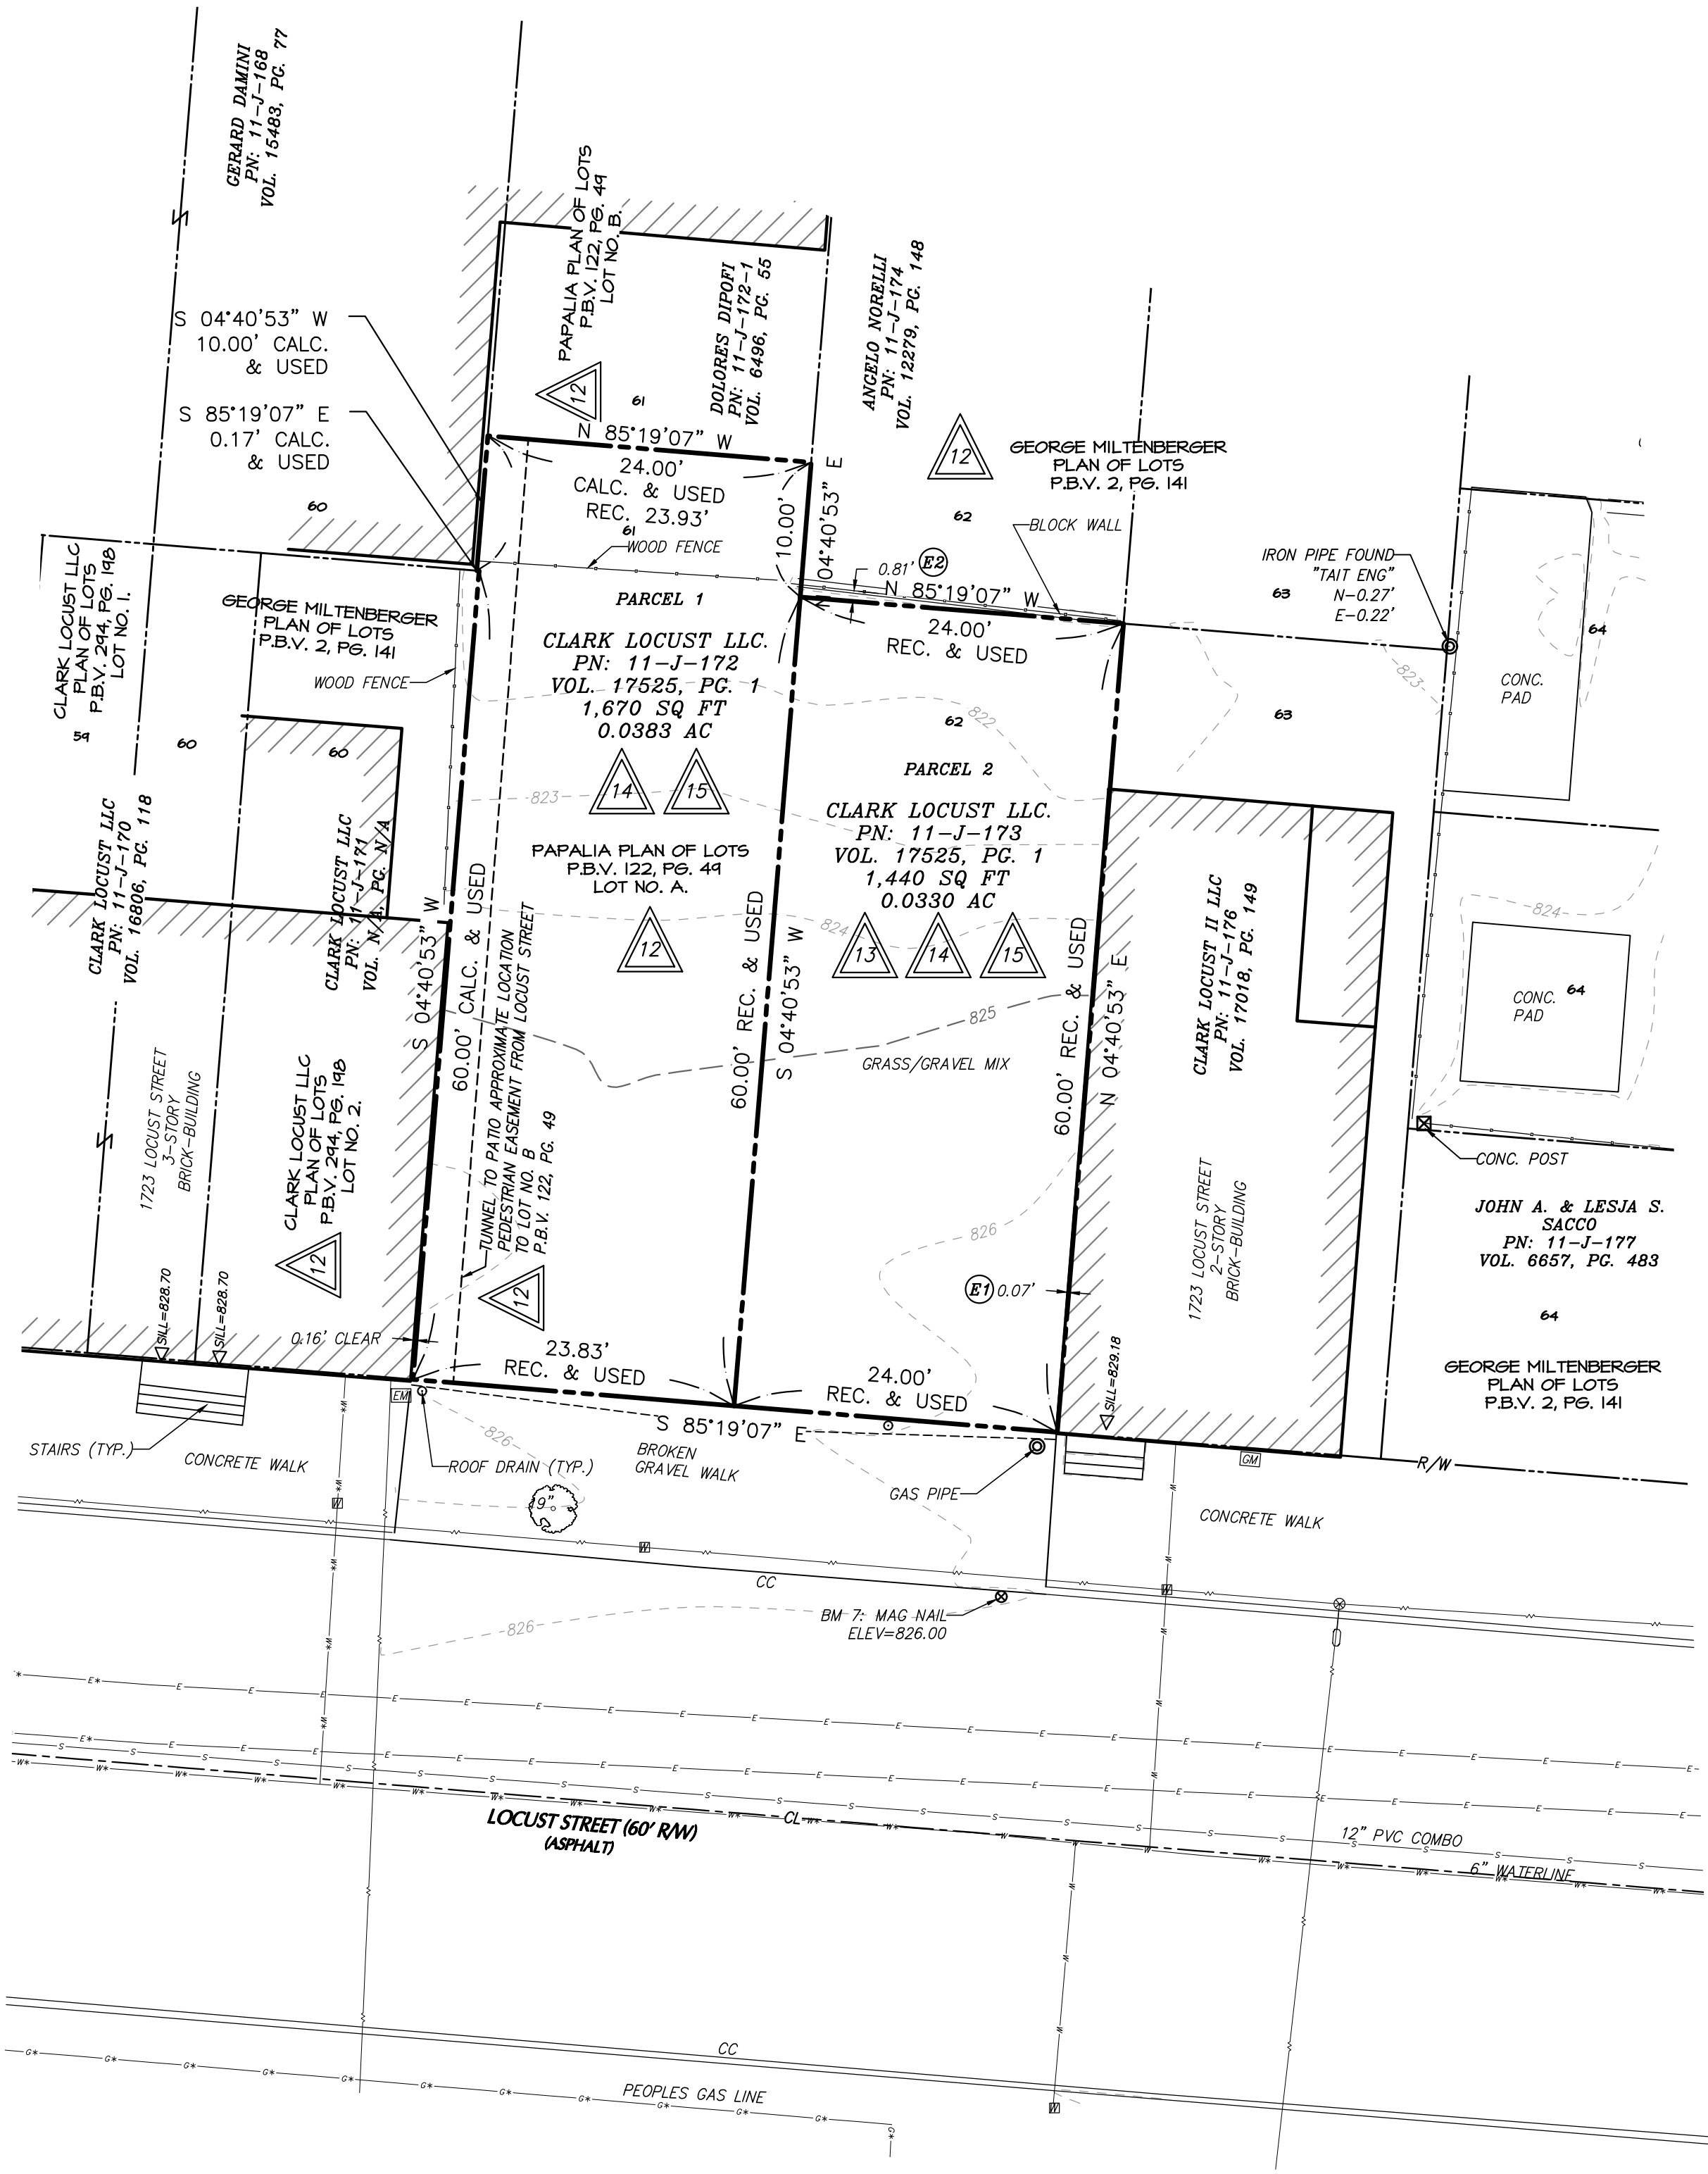 GERARD DAMINI
PN: 11-J-168
VOL. 15483, PG. 77
PAPALIA PLAN OF LOTS
P.B.V. 122, PG. 49
LOT NO. B.
12
61
DOLORES DIPOFI
PN: 11-J-172-1
VOL. 6496, PG. 55
ANGELO NORELLI
PN: 11-J-174
VOL. 12279, PG. 148
S 04°40'53" W
10.00' CALC.
& USED
S 85°19'07" E
0.17' CALC.
& USED
60
N 85°19'07" W
24.00'
CALC. & USED
REC. 23.93'
61
WOOD FENCE
10.00'
04°40'53" E
12
GEORGE MILTENBERGER
PLAN OF LOTS
P.B.V. 2, PG. 141
62
BLOCK WALL
0.81' E2
N 85°19'07" W
24.00'
REC. & USED
IRON PIPE FOUND
"TAIT ENG"
N-0.27'
E-0.22'
63
64
CONC.
PAD
823
63
CLARK LOCUST LLC
PLAN OF LOTS
P.B.V. 294, PG. 198
LOT NO. 1.
59
60
GEORGE MILTENBERGER
PLAN OF LOTS
P.B.V. 2, PG. 141
WOOD FENCE
60
PARCEL 1
CLARK LOCUST LLC.
PN: 11-J-172
VOL. 17525, PG. 1
1,670 SQ FT
0.0383 AC
14
15
823
PAPALIA PLAN OF LOTS
P.B.V. 122, PG. 49
LOT NO. A.
12
62
822
PARCEL 2
CLARK LOCUST LLC.
PN: 11-J-173
VOL. 17525, PG. 1
1,440 SQ FT
0.0330 AC
824
13
14
15
825
GRASS/GRAVEL MIX
CLARK LOCUST LLC
PN: 11-J-170
VOL. 16806, PG. 118
CLARK LOCUST LLC
PN: 11-J-171
VOL. N/A, PG. N/A
S 04°40'53" W
60.00' CALC. & USED
TUNNEL TO PATIO APPROXIMATE LOCATION
PEDESTRIAN EASEMENT FROM LOCUST STREET
TO LOT NO. B
P.B.V. 122, PG. 49
12
60.00' REC. & USED
S 04°40'53" W
60.00' REC. & USED
N 04°40'53" E
CLARK LOCUST II LLC
PN: 11-J-176
VOL. 17018, PG. 149
824
CONC.
PAD
64
CONC. POST
1723 LOCUST STREET
3-STORY
BRICK-BUILDING
CLARK LOCUST LLC
PLAN OF LOTS
P.B.V. 294, PG. 198
LOT NO. 2.
12
826
E1 0.07'
1723 LOCUST STREET
2-STORY
BRICK-BUILDING
JOHN A. & LESJA S.
SACCO
PN: 11-J-177
VOL. 6657, PG. 483
64
GEORGE MILTENBERGER
PLAN OF LOTS
P.B.V. 2, PG. 141
SILL=828.70
SILL=828.70
0.16' CLEAR
23.83'
REC. & USED
24.00'
REC. & USED
SILL=829.18
EM
S 85°19'07" E
STAIRS (TYP.)
CONCRETE WALK
826
ROOF DRAIN (TYP.)
BROKEN
GRAVEL WALK
GAS PIPE
GM
R/W
CONCRETE WALK
19"
W
W
W
CC
BM 7: MAG NAIL
ELEV=826.00
826
LOCUST STREET (60' R/W)
(ASPHALT)
CL
12" PVC COMBO
6" WATERLINE
CC
W
PEOPLES GAS LINE